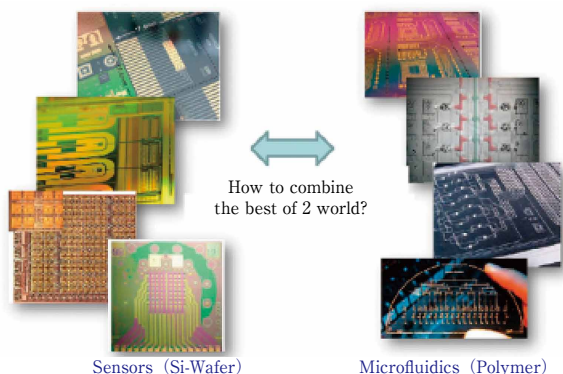 How to combine
the best of 2 world?
Sensors (Si-Wafer)
Microfluidics (Polymer)